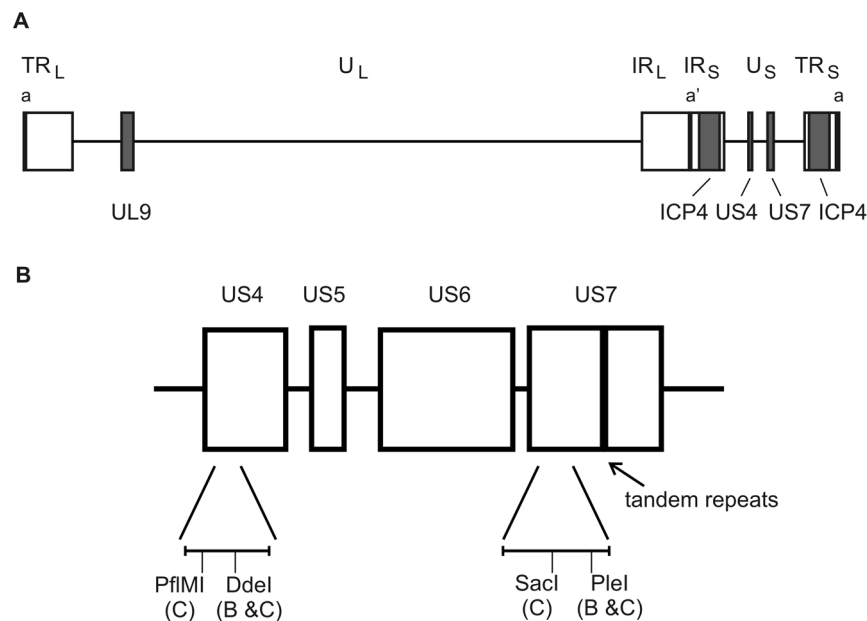 A
TR L U L IR L IR S U S TR S
a a' a
UL9 ICP4 US4 US7 ICP4
B
US4 US5 US6 US7
tandem repeats
PflMI DdeI SacI PleI
(C) (B &C) (C) (B &C)